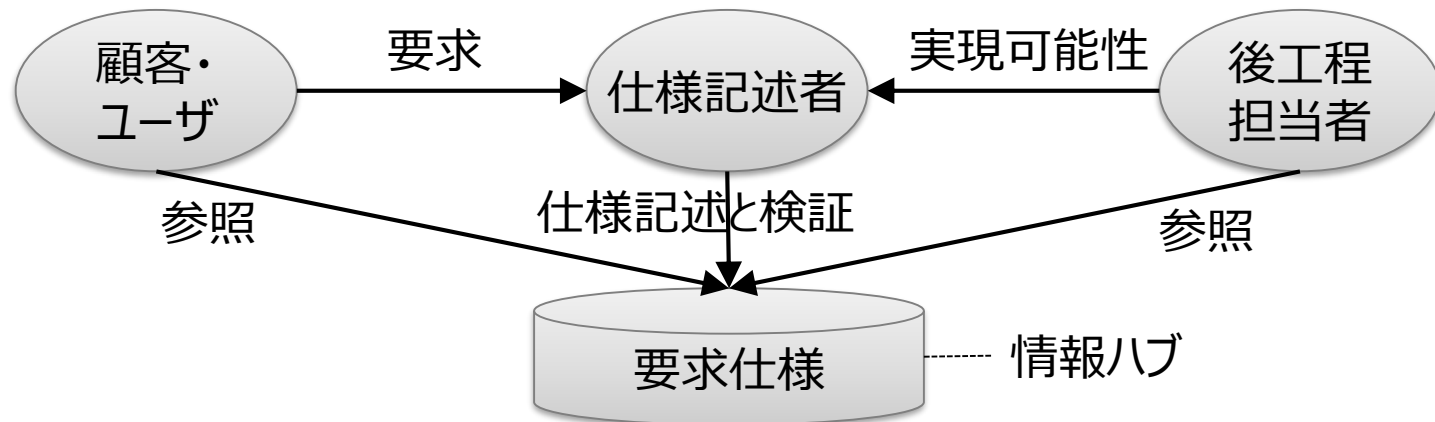 顧客・
ユーザ
要求
仕様記述者
実現可能性
後工程
担当者
参照
仕様記述と検証
参照
要求仕様
情報ハブ